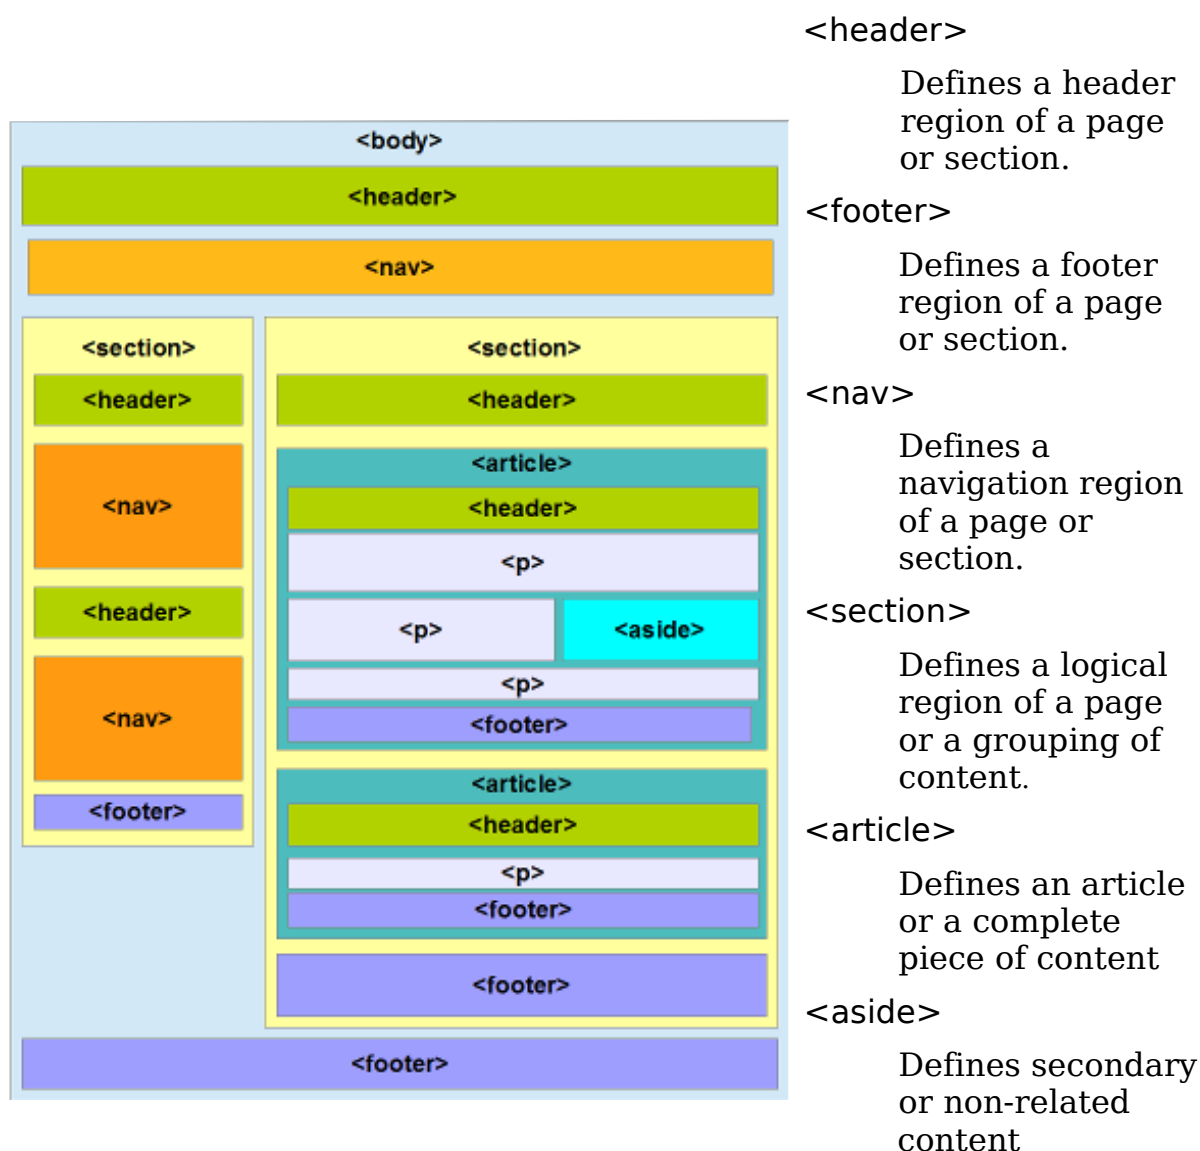 <body>
<header>
<nav>
<section>
<header>
<nav>
<header>
<nav>
<footer>
<section>
<header>
<article>
<header>
<p>
<p>
<aside>
<p>
<footer>
<article>
<header>
<p>
<footer>
<footer>
<footer>
<header>
Defines a header
region of a page
or section.
<footer>
Defines a footer
region of a page
or section.
<nav>
Defines a
navigation region
of a page or
section.
<section>
Defines a logical
region of a page
or a grouping of
content.
<article>
Defines an article
or a complete
piece of content
<aside>
Defines secondary
or non-related
content